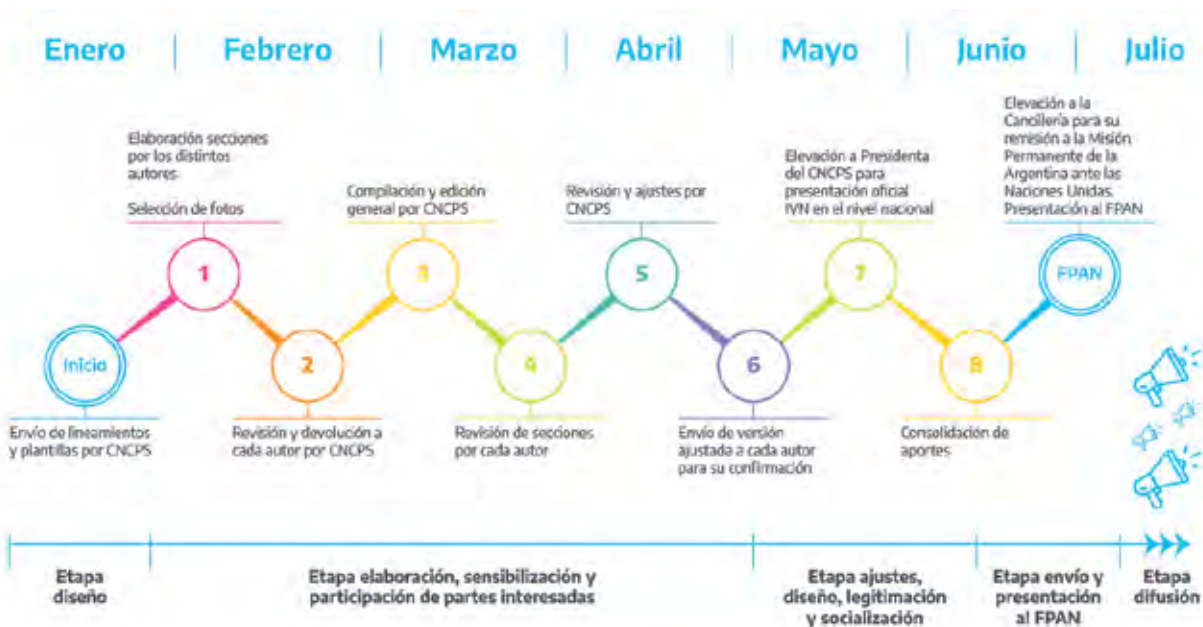 Enero
Febrero
Marzo
Abril
Mayo
Junio
Julio
Elaboración secciones
por los distintos
autores
Selección de fotos
Compilación y edición
general por CNCPS
Revisión y ajustes por
CNCPS
Elevación a Presidenta
del CNCPS para
presentación oficial
IVN en el nivel nacional
Elevación a la
Cancillería para su
remisión a la Misión
Permanente de la
Argentina ante las
Naciones Unidas.
Presentación al FPAN
Inicio
1
2
3
4
5
6
7
8
FPAN
Envío de lineamientos
y plantillas por CNCPS
Revisión y devolución a
cada autor por CNCPS
Revisión de secciones
por cada autor
Envío de versión
ajustada a cada autor
para su confirmación
Consolidación de
aportes
Etapa
diseño
Etapa elaboración, sensibilización y
participación de partes interesadas
Etapa ajustes,
diseño, legitimación
y socialización
Etapa envío y
presentación
al FPAN
Etapa
difusión